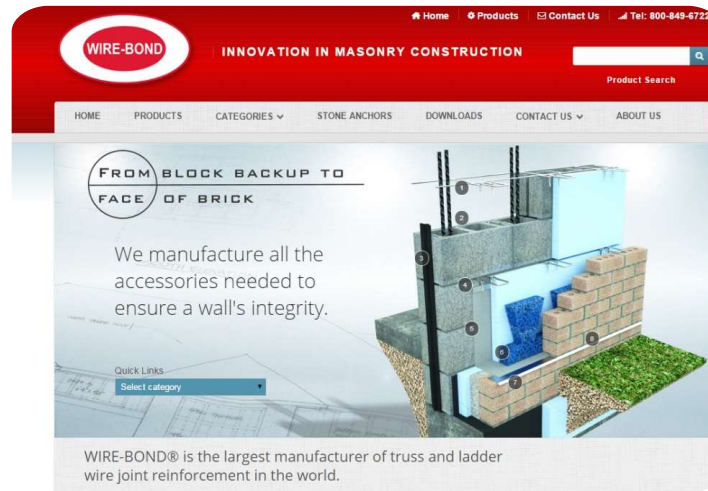 Home Products Contact Us Tel: 800-849-6722
WIRE-BOND
INNOVATION IN MASONRY CONSTRUCTION
Product Search
HOME PRODUCTS CATEGORIES STONE ANCHORS DOWNLOADS CONTACT US ABOUT US
FROM BLOCK BACKUP TO
FACE OF BRICK
We manufacture all the
accessories needed to
ensure a wall's integrity.
Quick Links
Select category
1
2
3
4
5
6
7
8
WIRE-BOND® is the largest manufacturer of truss and ladder
wire joint reinforcement in the world.